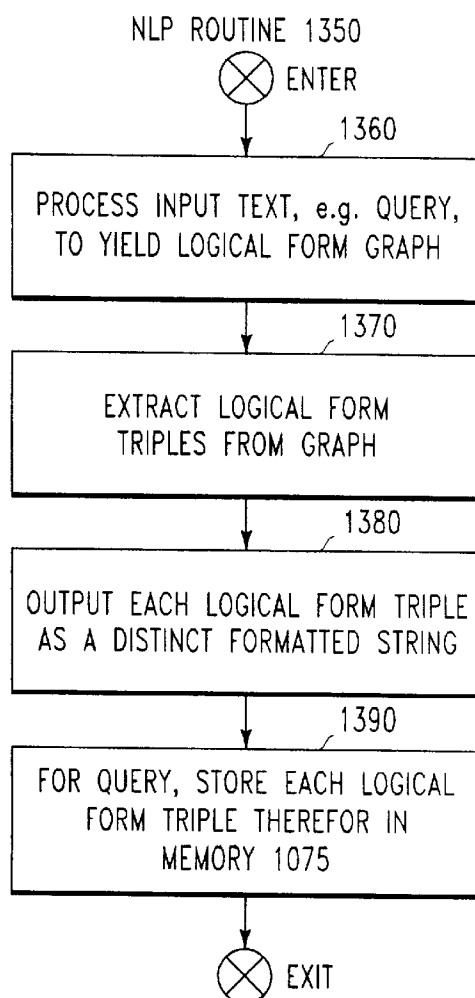 NLP ROUTINE 1350
ENTER
1360
PROCESS INPUT TEXT, e.g. QUERY,
TO YIELD LOGICAL FORM GRAPH
1370
EXTRACT LOGICAL FORM
TRIPLES FROM GRAPH
1380
OUTPUT EACH LOGICAL FORM TRIPLE
AS A DISTINCT FORMATTED STRING
1390
FOR QUERY, STORE EACH LOGICAL
FORM TRIPLE THEREFOR IN
MEMORY 1075
EXIT